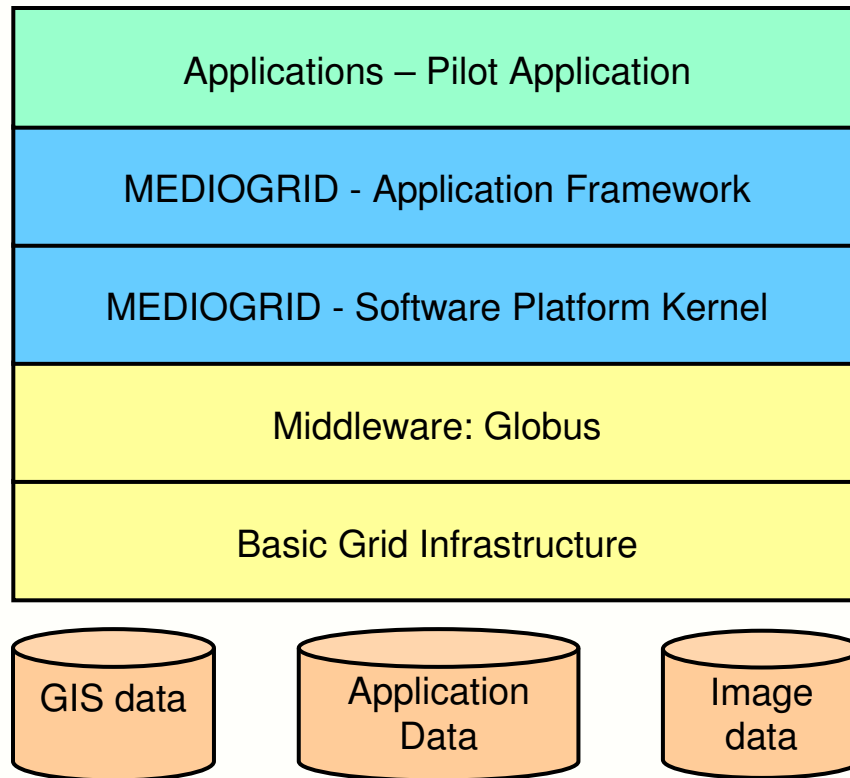 Applications – Pilot Application
MEDIOGRID - Application Framework
MEDIOGRID - Software Platform Kernel
Middleware: Globus
Basic Grid Infrastructure
GIS data
Application
Data
Image
data